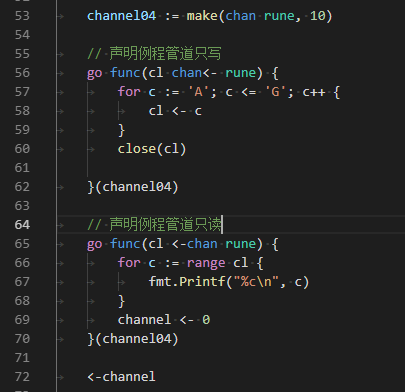 53 channel04 := make(chan rune, 10)
54
55 // 声明例程管道只写
56 go func(cl chan<- rune) {
57 for c := 'A'; c <= 'G'; c++ {
58 cl <- c
59 }
60 close(cl)
61
62 }(channel04)
63
64 // 声明例程管道只读
65 go func(cl <-chan rune) {
66 for c := range cl {
67 fmt.Printf("%c\n", c)
68 }
69 channel <- 0
70 }(channel04)
71
72 <-channel